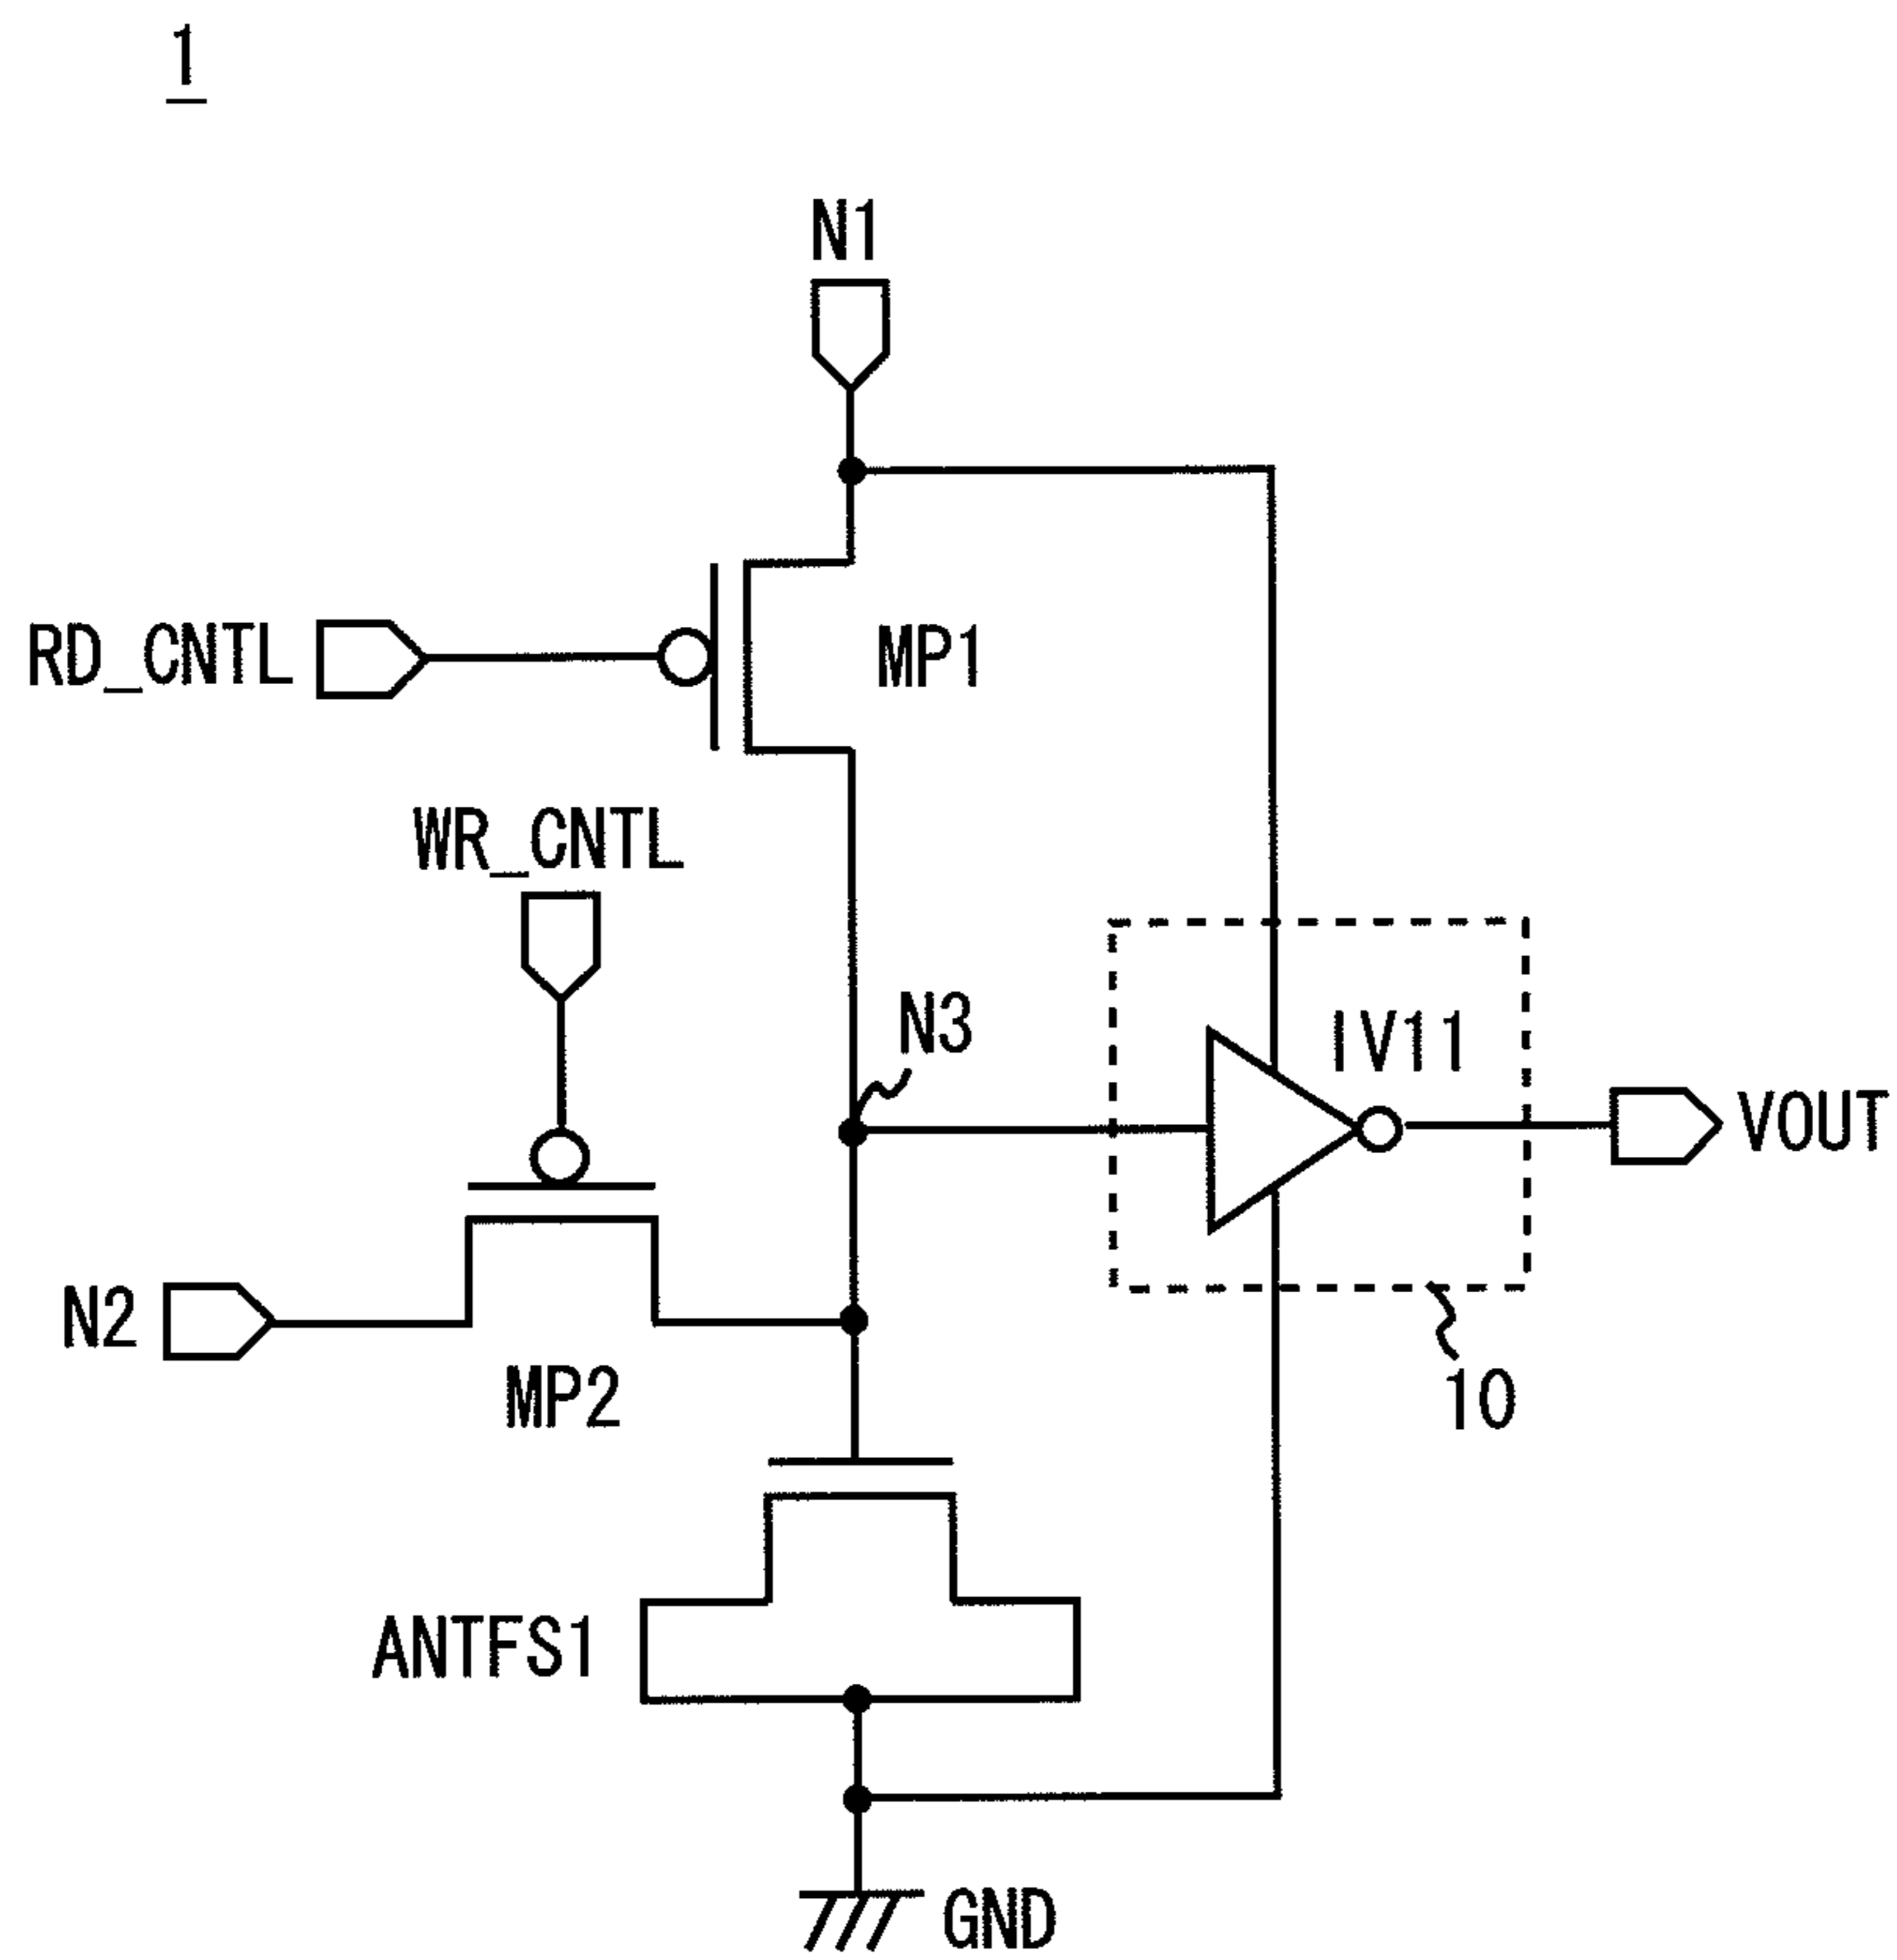 1
N1
RD_CNTL
MP1
WR_CNTL
N3
IV11
VOUT
N2
MP2
10
ANTFS1
GND